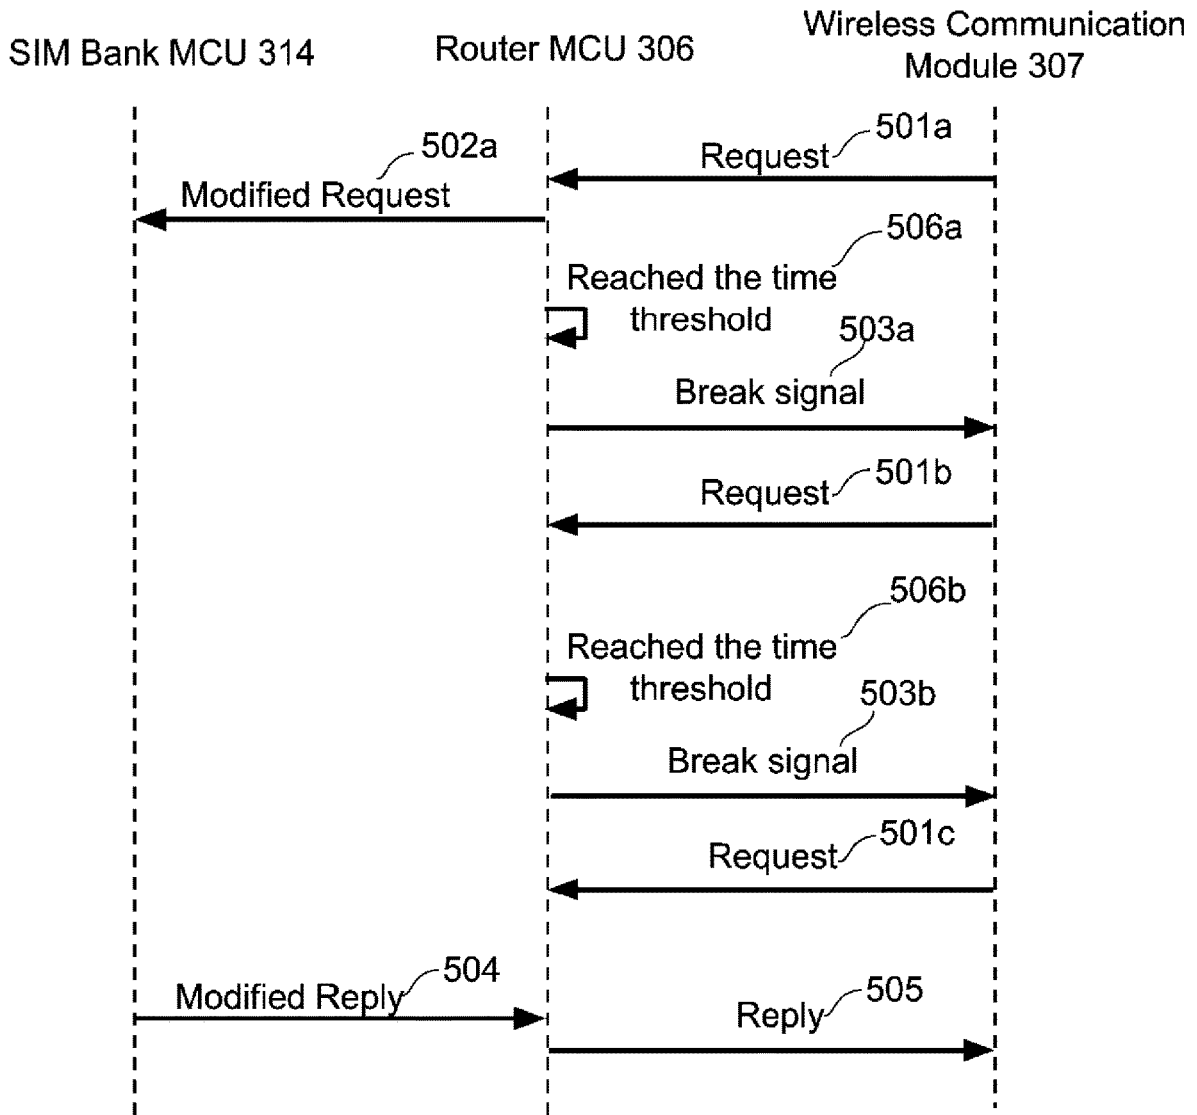 SIM Bank MCU 314
Router MCU 306
Wireless Communication
Module 307
501a
Request
502a
Modified Request
506a
Reached the time
threshold
503a
Break signal
501b
Request
506b
Reached the time
threshold
503b
Break signal
501c
Request
504
Modified Reply
505
Reply